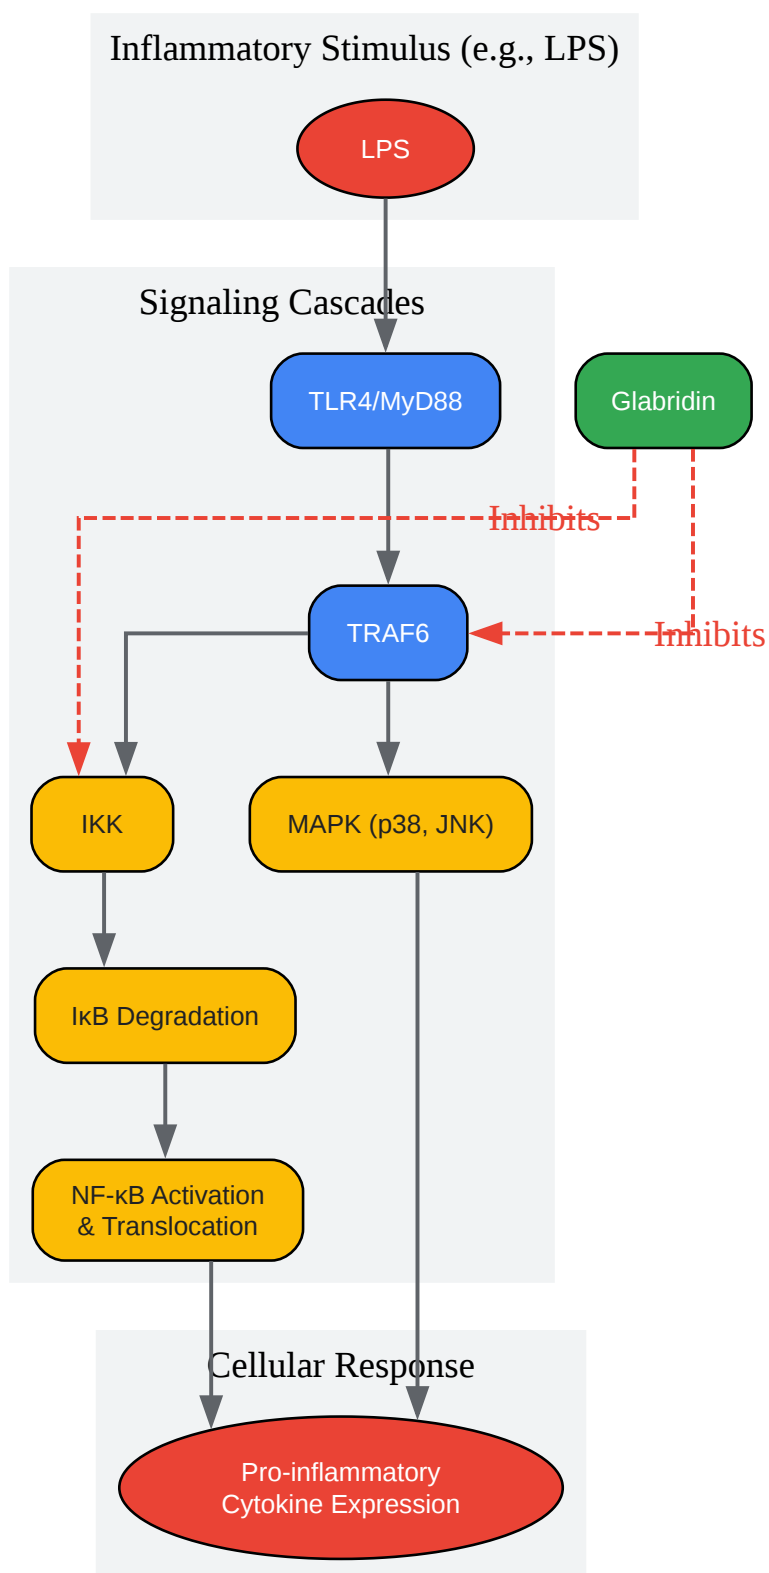 Inflammatory Stimulus (e.g., LPS)
LPS
Signaling Cascades
TLR4/MyD88
Glabridin
Inhibits
TRAF6
Inhibits
IKK
MAPK (p38, JNK)
IκB Degradation
NF-κB Activation
& Translocation
Cellular Response
Pro-inflammatory
Cytokine Expression